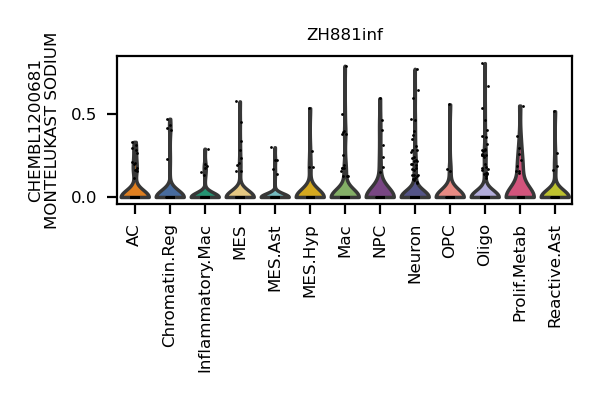 ZH881inf
CHEMBL1200681
MONTELUKAST SODIUM
0.5
0.0
AC
Chromatin.Reg
Inflammatory.Mac
MES
MES.Ast
MES.Hyp
Mac
NPC
Neuron
OPC
Oligo
Prolif.Metab
Reactive.Ast